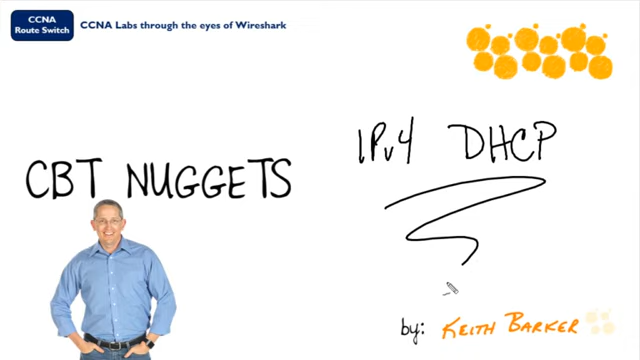 CCNA
Route Switch
CCNA Labs through the eyes of Wireshark
IPv4 DHCP
CBT NUGGETS
by: KEITH BARKER